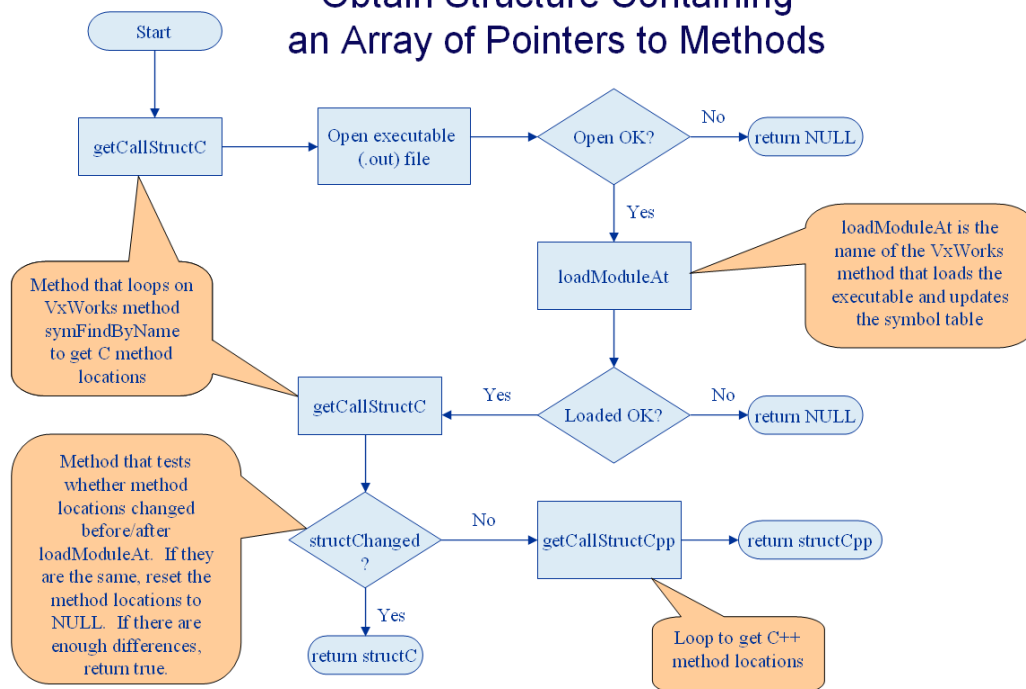 Obtain Structure Containing
an Array of Pointers to Methods
Start
getCallStructC
Open executable
(.out) file
Open OK?
No
return NULL
Yes
loadModuleAt
loadModuleAt is the
name of the VxWorks
method that loads the
executable and updates
the symbol table
Method that loops on
VxWorks method
symFindByName
to get C method
locations
getCallStructC
Yes
Loaded OK?
No
return NULL
Method that tests
whether method
locations changed
before/after
loadModuleAt. If they
are the same, reset the
method locations to
NULL. If there are
enough differences,
return true.
structChanged
?
No
getCallStructCpp
return structCpp
Yes
return structC
Loop to get C++
method locations